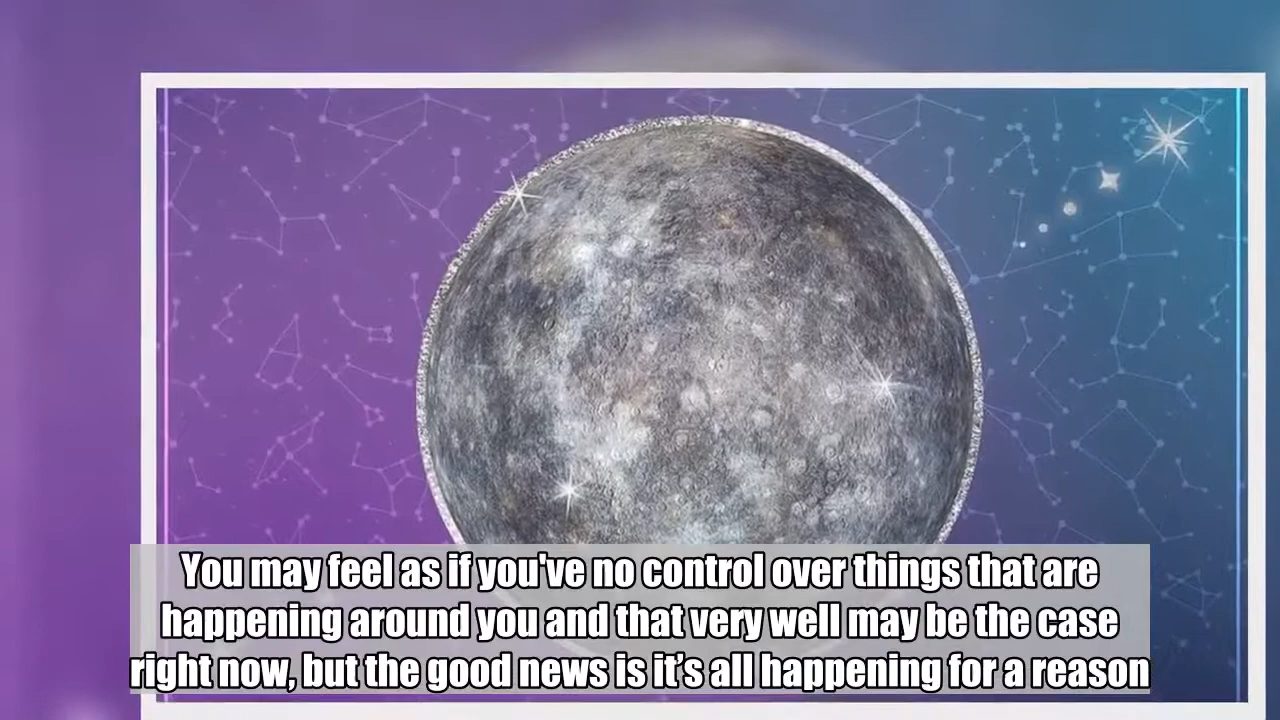 You may feel as if you've no control over things that are
happening around you and that very well may be the case
right now, but the good news is it’s all happening for a reason